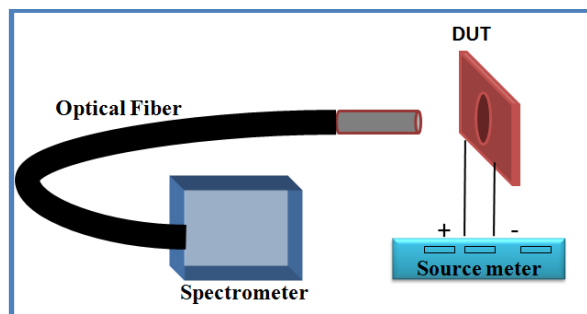 DUT
Optical Fiber
+ -
Source meter
Spectrometer